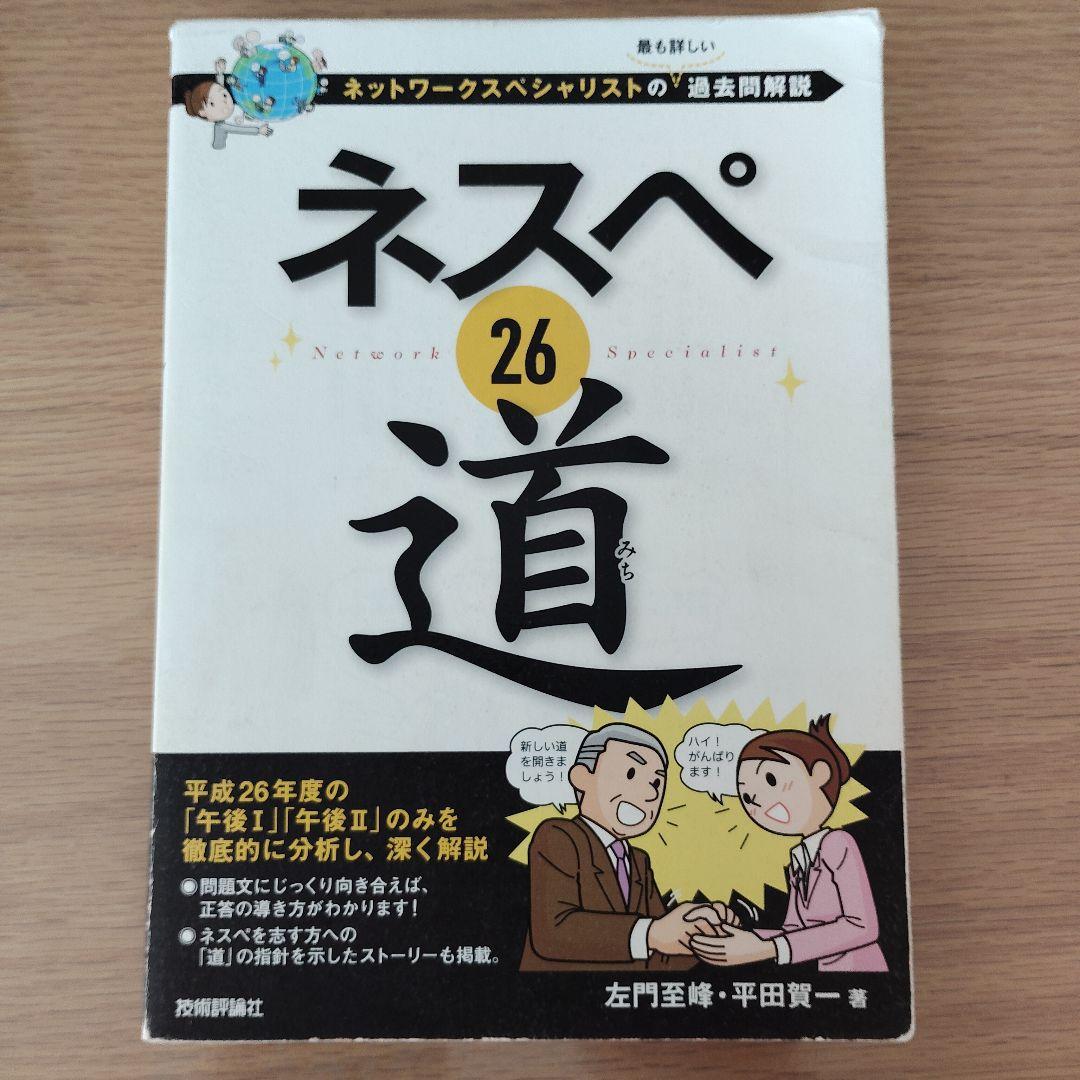 最も詳しい
ネットワークスペシャリストの過去問解説
ネスペ
26
Network Specialist
道
みち
新しい道
を開きま
しょう!
ハイ!
がんばり
ます!
平成26年度の
「午後Ⅰ」「午後Ⅱ」のみを
徹底的に分析し、深く解説
◉問題文にじっくり向き合えば、
正答の導き方がわかります!
◉ネスペを志す方への
「道」の指針を示したストーリーも掲載。
技術評論社
左門至峰・平田賀一 著